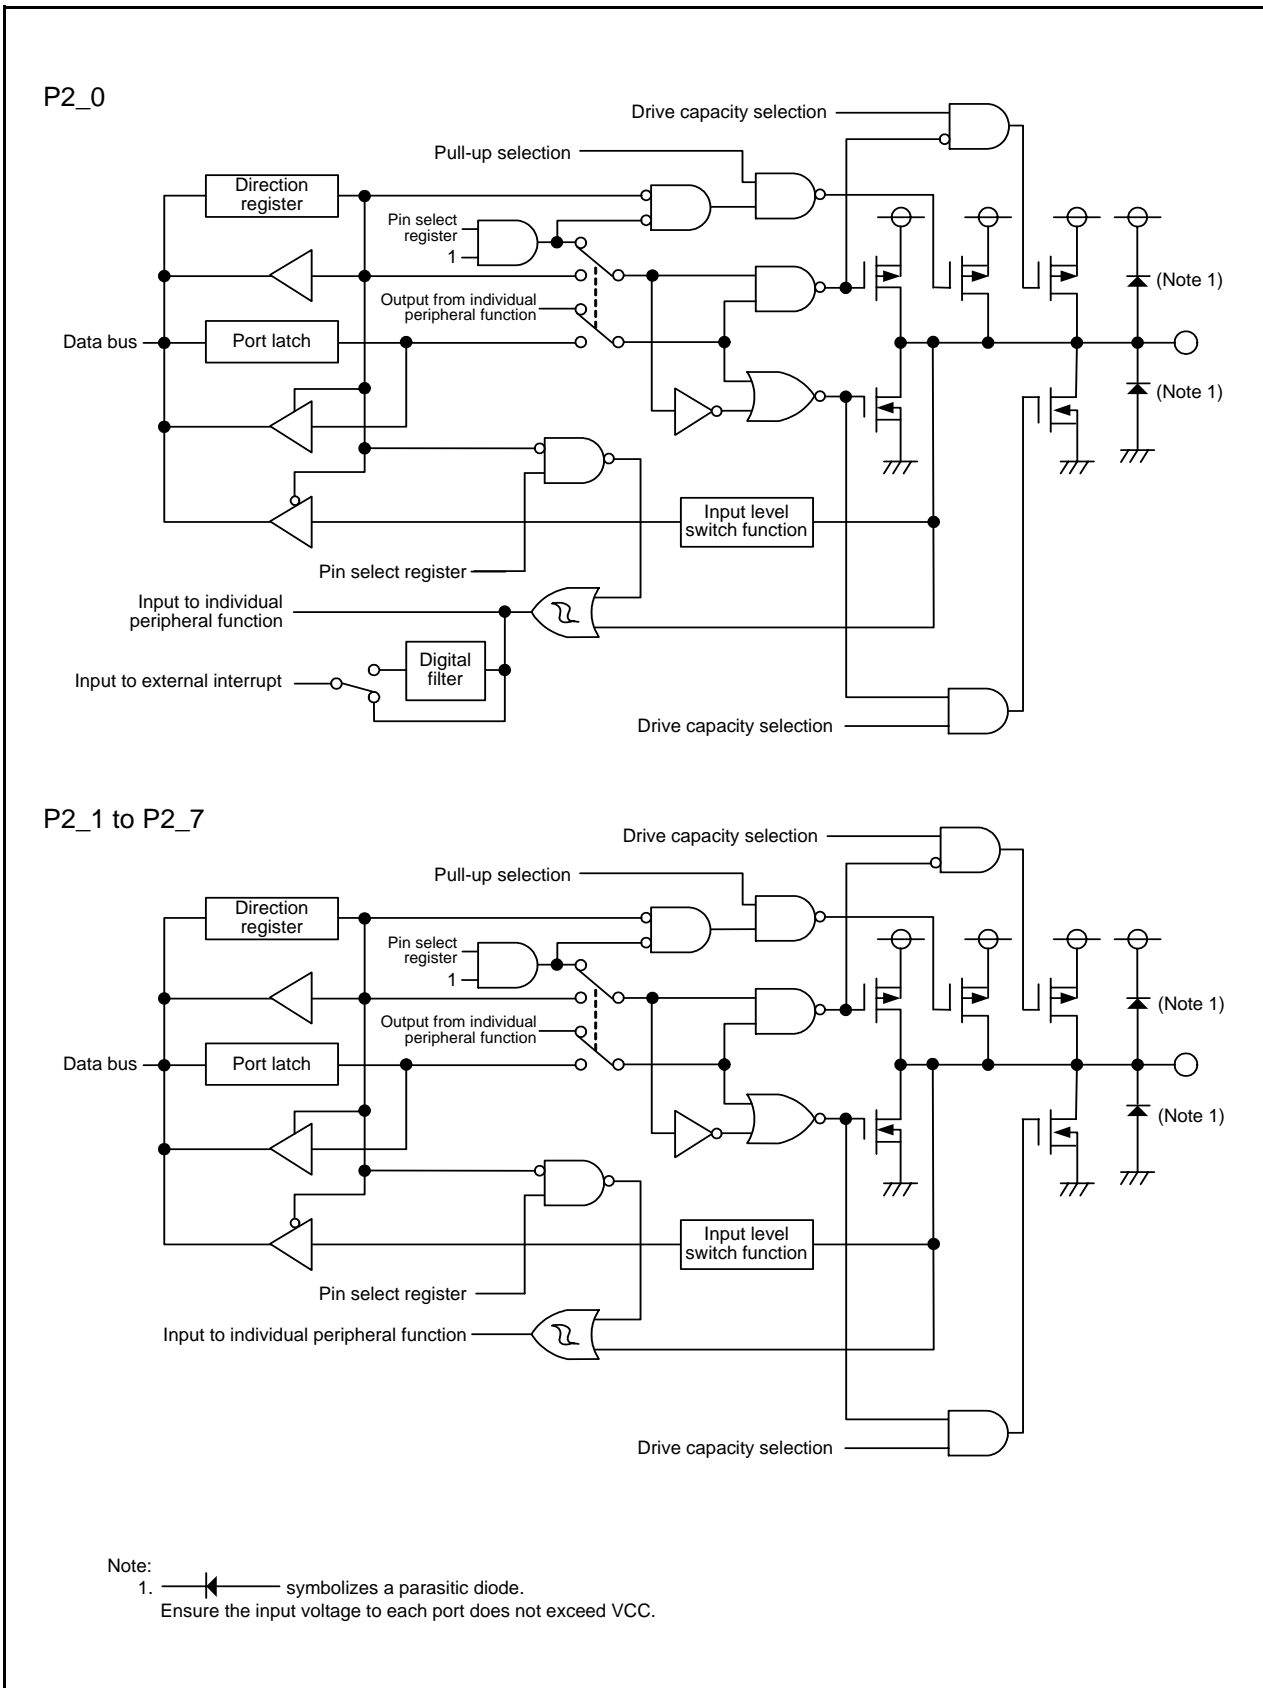 P2_0
Drive capacity selection
Pull-up selection
Direction
register
Pin select
register
1
(Note 1)
Output from individual
peripheral function
Data bus
Port latch
(Note 1)
Input level
switch function
Pin select register
Input to individual
peripheral function
Digital
filter
Input to external interrupt
Drive capacity selection
P2_1 to P2_7
Drive capacity selection
Pull-up selection
Direction
register
Pin select
register
1
(Note 1)
Output from individual
peripheral function
Data bus
Port latch
(Note 1)
Input level
switch function
Pin select register
Input to individual peripheral function
Drive capacity selection
Note:
1. symbolizes a parasitic diode.
Ensure the input voltage to each port does not exceed VCC.